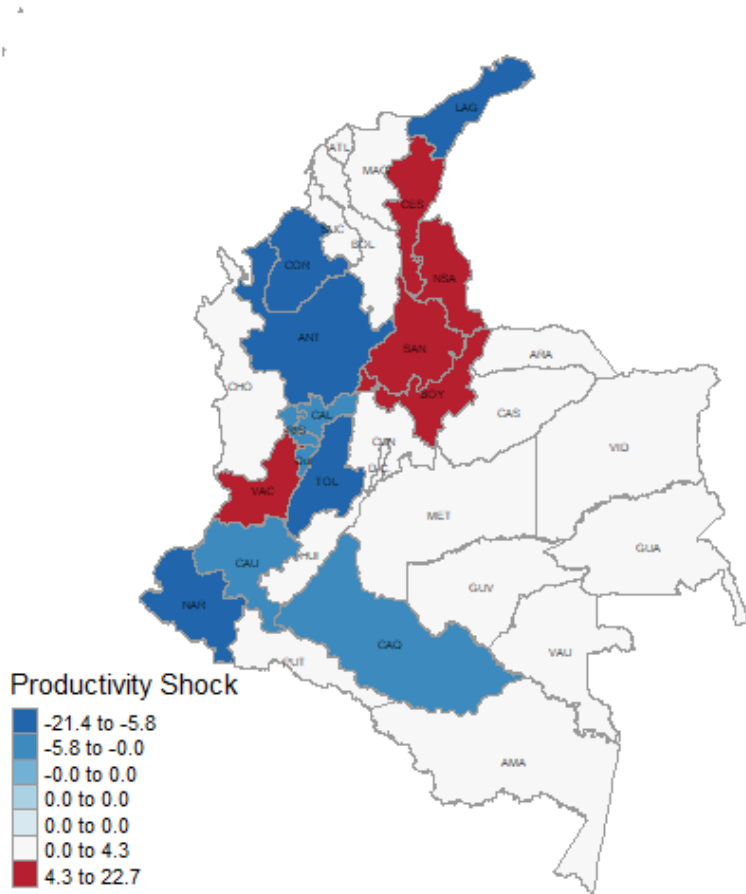 LAG
ATL
MAG
CES
SUC
BOL
COR
NSA
ANT
SAN
ARA
CHO
BOY
CAS
CAL
RIS
CUN
VID
QUI
D.C
VAC
TOL
MET
GUA
HUI
CAU
GUV
NAR
CAQ
VAU
PUT
AMA
Productivity Shock
-21.4 to -5.8
-5.8 to -0.0
-0.0 to 0.0
0.0 to 0.0
0.0 to 0.0
0.0 to 4.3
4.3 to 22.7